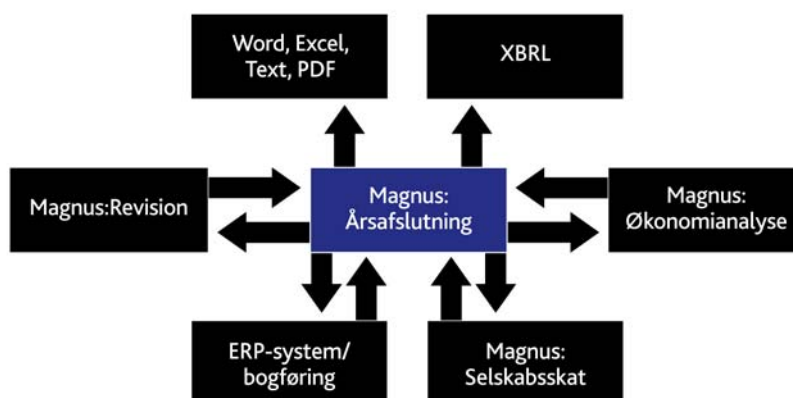 Word, Excel,
Text, PDF
XBRL
Magnus:Revision
Magnus:
Årsafslutning
Magnus:
Økonomianalyse
ERP-system/
bogføring
Magnus:
Selskabsskat